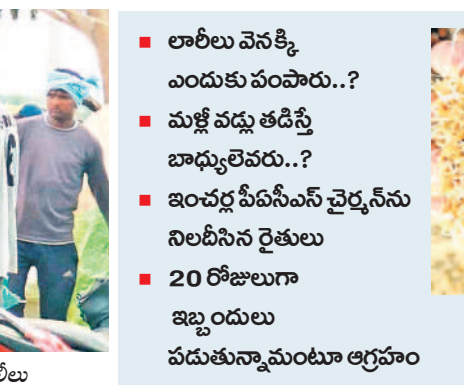 ■ లారీలు వెనక్కి
ఎందుకు పంపారు..?
■ మళ్లీ వడ్లు తడిస్తే
బాధ్యులెవరు..?
■ ఇంచర్ల పీఏసీఎస్ చైర్మన్‌ను
నిలదీసిన రైతులు
■ 20 రోజులుగా
ఇబ్బందులు
పడుతున్నామంటూ ఆగ్రహం